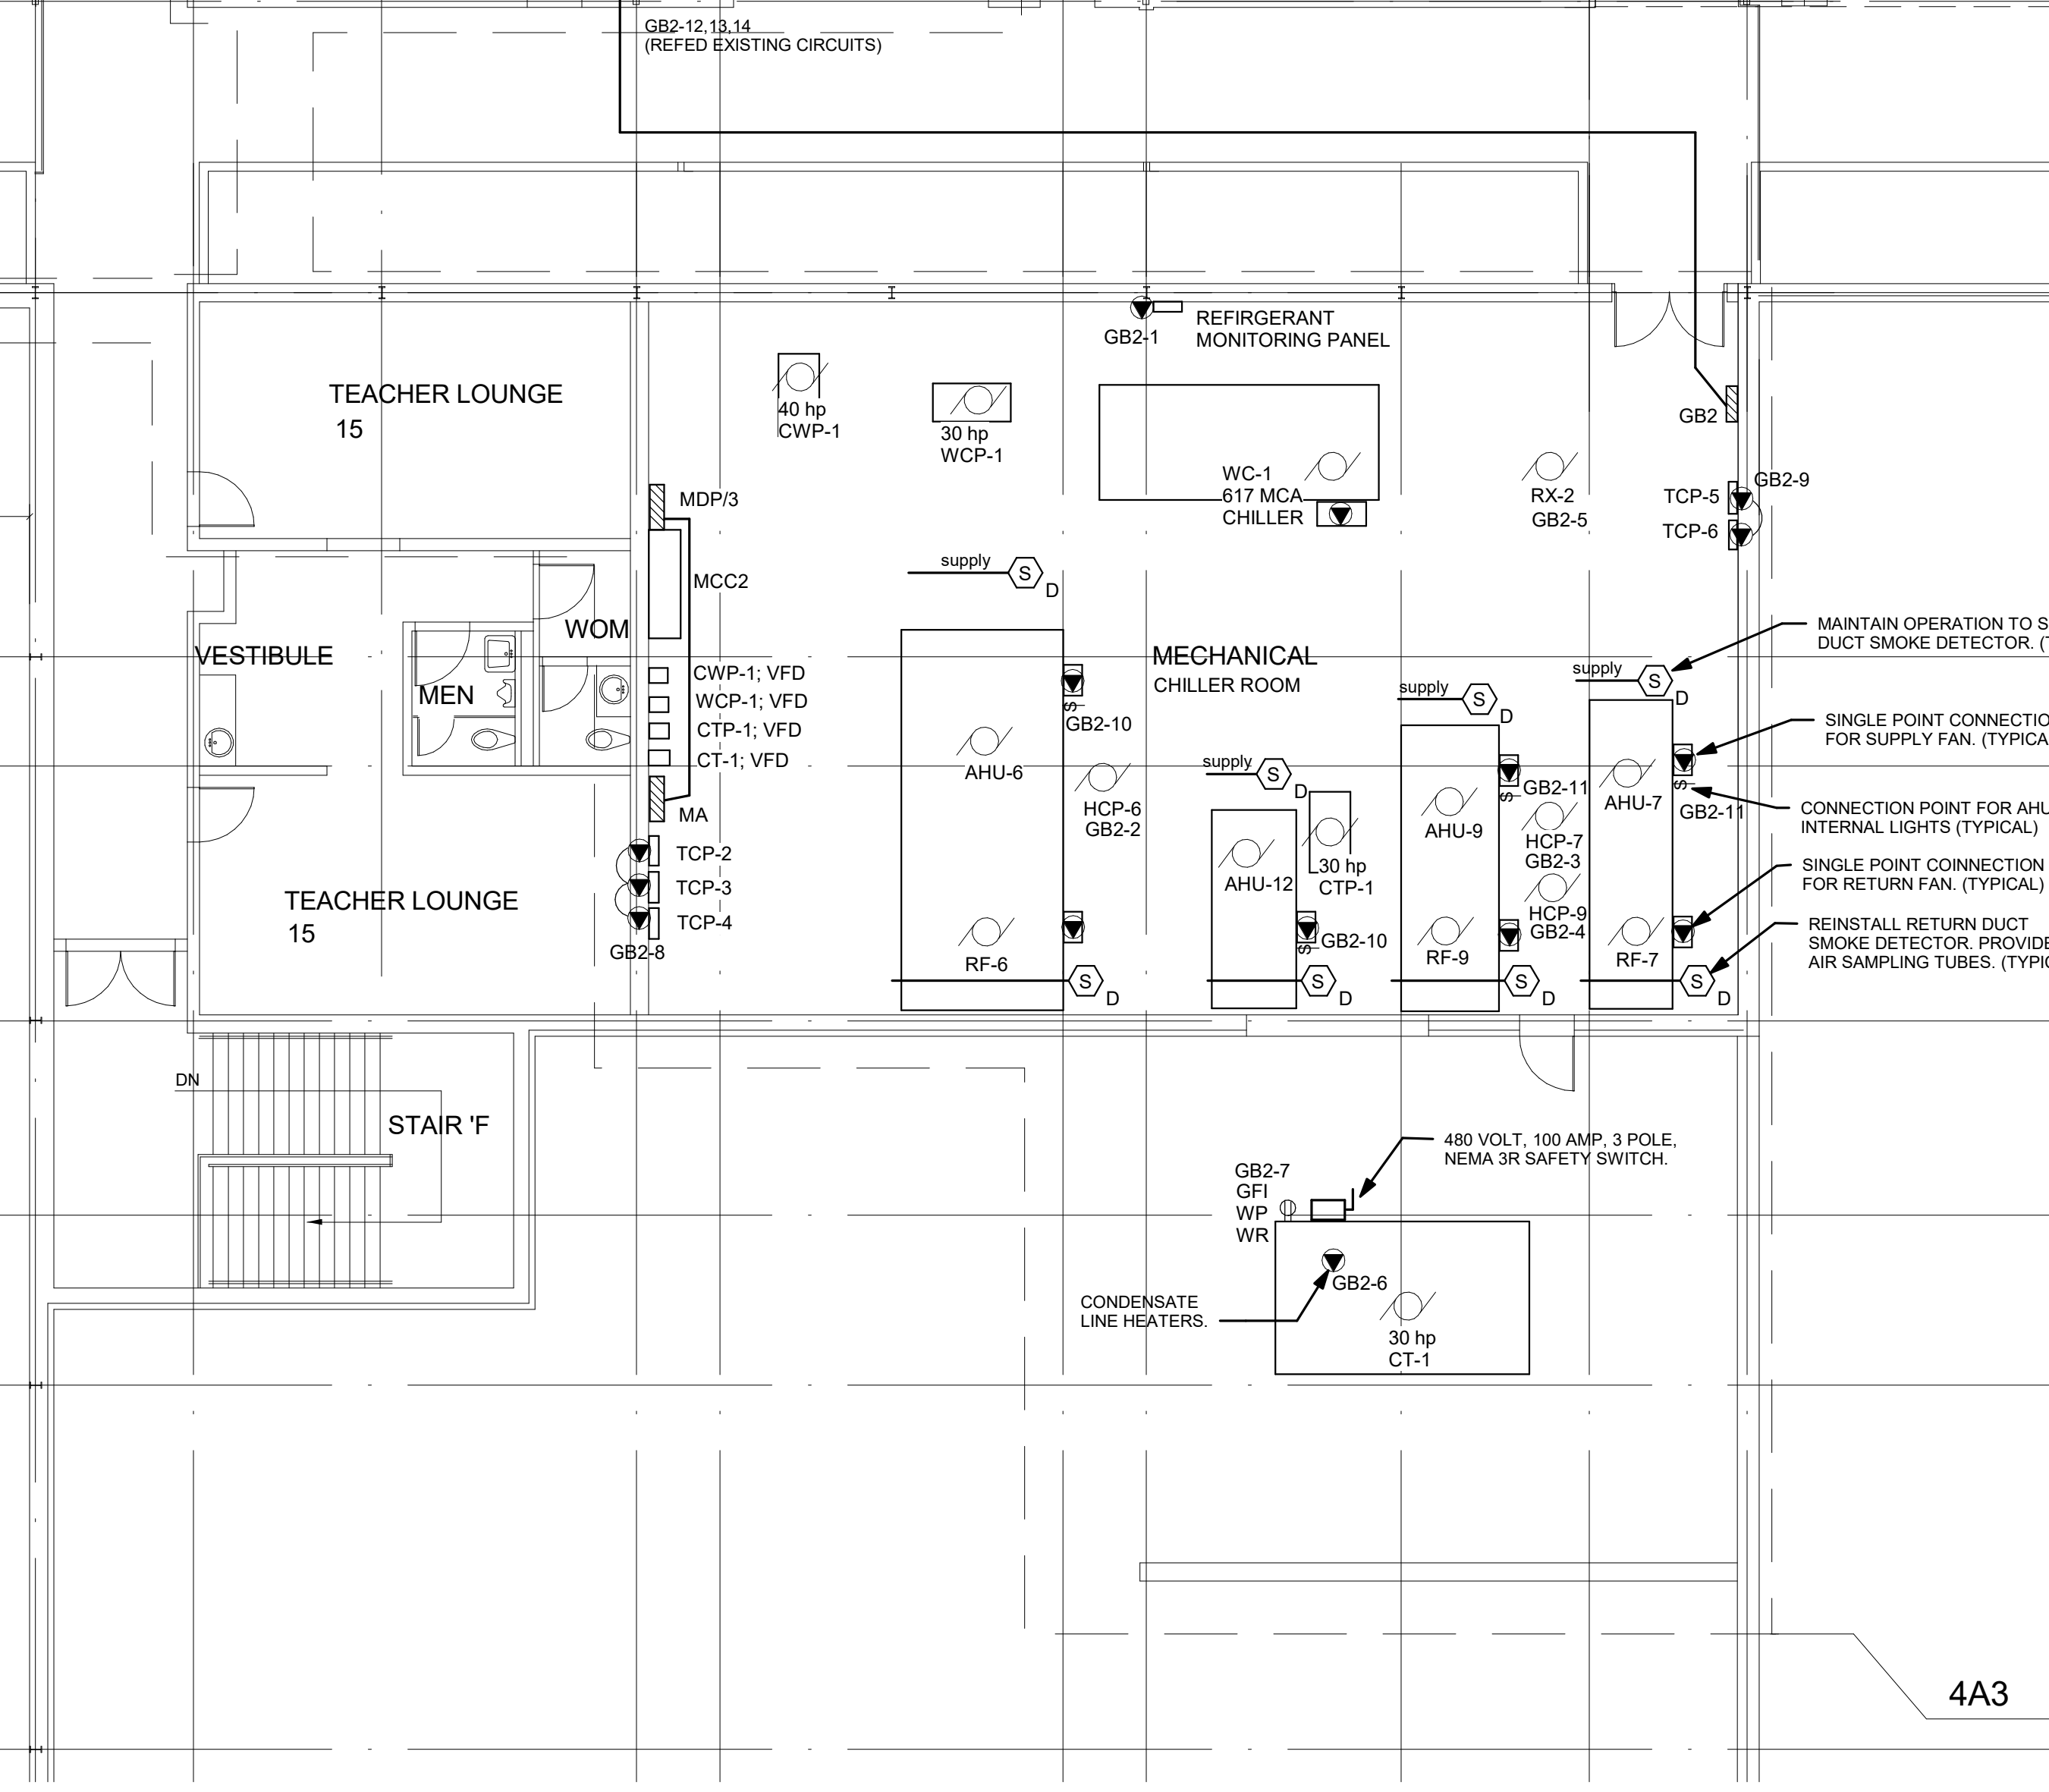 GB2-12,13,14
(REFED EXISTING CIRCUITS)
GB2-1
REFIRGERANT
MONITORING PANEL
TEACHER LOUNGE
15
40 hp
CWP-1
30 hp
WCP-1
WC-1
617 MCA
CHILLER
RX-2
GB2-5
GB2
GB2-9
TCP-5
TCP-6
MDP/3
MCC2
supply
S
D
WOM
VESTIBULE
MEN
CWP-1; VFD
WCP-1; VFD
CTP-1; VFD
CT-1; VFD
MA
MECHANICAL
CHILLER ROOM
MAINTAIN OPERATION TO S
DUCT SMOKE DETECTOR. (
supply
S
D
supply
S
D
supply
S
D
S
GB2-10
AHU-6
HCP-6
GB2-2
SINGLE POINT CONNECTIO
FOR SUPPLY FAN. (TYPICA
S
GB2-11
AHU-7
S
GB2-11
CONNECTION POINT FOR AHU
INTERNAL LIGHTS (TYPICAL)
AHU-9
HCP-7
GB2-3
TCP-2
TCP-3
TCP-4
GB2-8
AHU-12
30 hp
CTP-1
SINGLE POINT COINNECTION
FOR RETURN FAN. (TYPICAL)
HCP-9
GB2-4
TEACHER LOUNGE
15
RF-6
S
GB2-10
RF-9
RF-7
REINSTALL RETURN DUCT
SMOKE DETECTOR. PROVIDE
AIR SAMPLING TUBES. (TYPIC
S
D
S
D
S
D
S
D
DN
STAIR 'F
480 VOLT, 100 AMP, 3 POLE,
NEMA 3R SAFETY SWITCH.
GB2-7
GFI
WP
WR
GB2-6
CONDENSATE
LINE HEATERS.
30 hp
CT-1
4A3